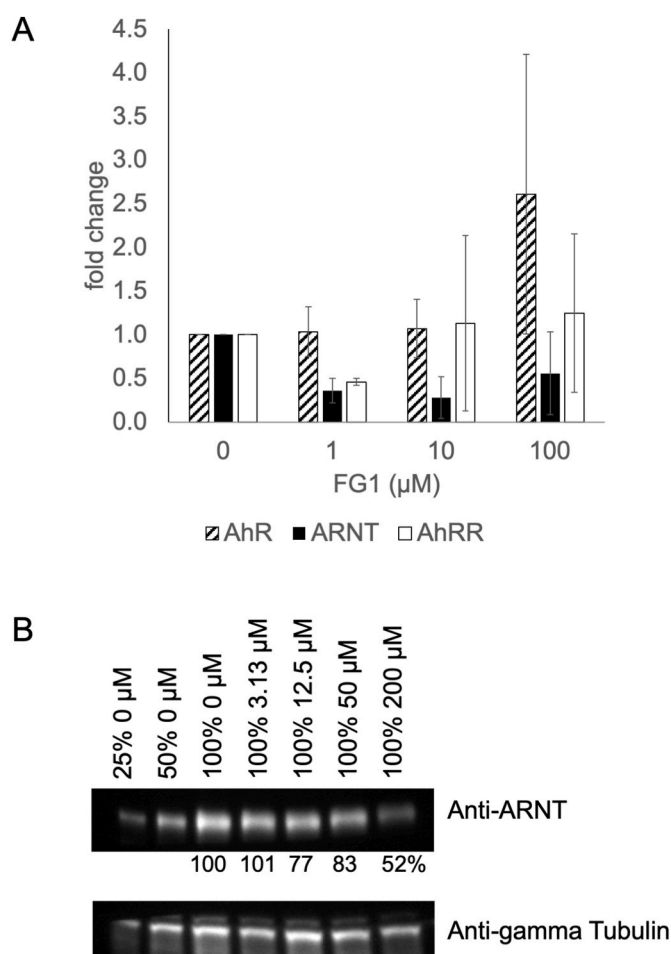 A
fold change
4.5
4.0
3.5
3.0
2.5
2.0
1.5
1.0
0.5
0.0
0 1 10 100
FG1 (µM)
AhR ARNT AhRR
B
25% 0 µM
50% 0 µM
100% 0 µM
100% 3.13 µM
100% 12.5 µM
100% 50 µM
100% 200 µM
Anti-ARNT
100 101 77 83 52%
Anti-gamma Tubulin